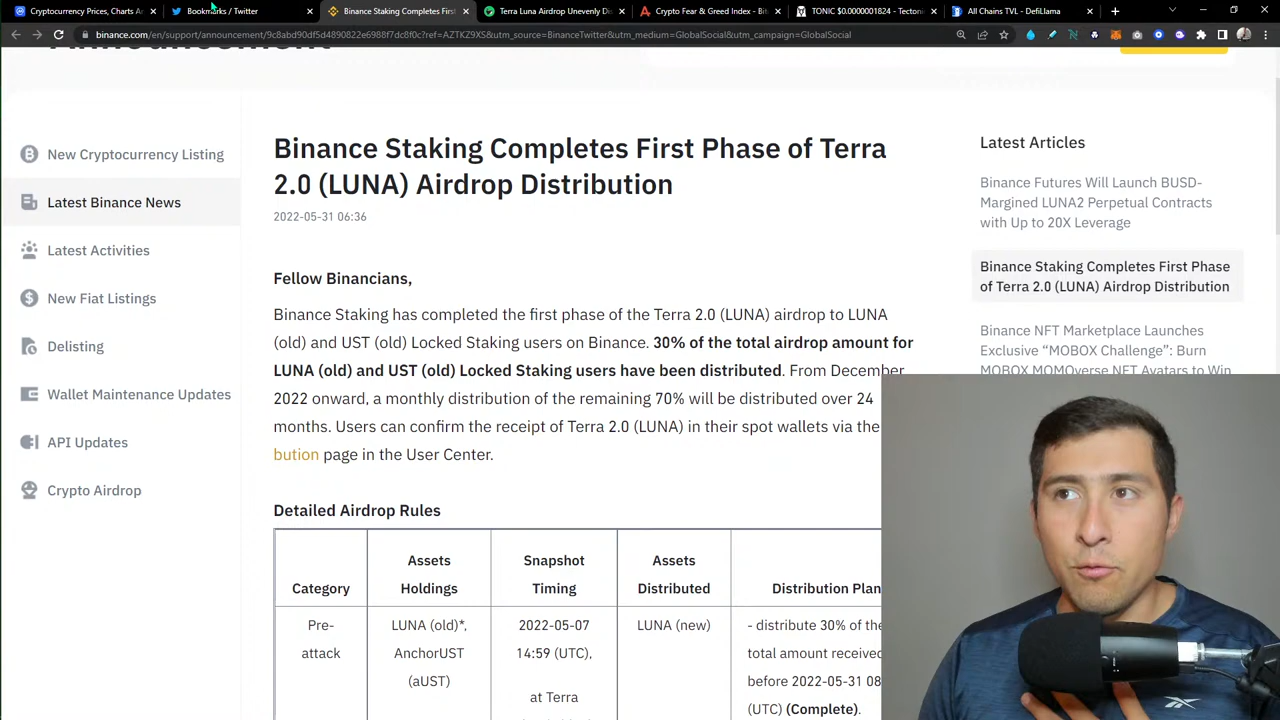 Cryptocurrency Prices, Charts A
Bookmarks / Twitter
Binance Staking Completes First
Terra Luna Airdrop Unevenly Dis
Crypto Fear & Greed Index - Bit
TONIC $0.0000001824 - Tectoni
All Chains TVL - DefiLlama
binance.com/en/support/announcement/9c8abd90df5d4890822e6988f7dc8f0c?ref=AZTKZ9XS&utm_source=BinanceTwitter&utm_medium=GlobalSocial&utm_campaign=GlobalSocial
New Cryptocurrency Listing
Latest Binance News
Latest Activities
New Fiat Listings
Delisting
Wallet Maintenance Updates
API Updates
Crypto Airdrop
Binance Staking Completes First Phase of Terra
2.0 (LUNA) Airdrop Distribution
2022-05-31 06:36
Fellow Binancians,
Binance Staking has completed the first phase of the Terra 2.0 (LUNA) airdrop to LUNA
(old) and UST (old) Locked Staking users on Binance. 30% of the total airdrop amount for
LUNA (old) and UST (old) Locked Staking users have been distributed. From December
2022 onward, a monthly distribution of the remaining 70% will be distributed over 24
months. Users can confirm the receipt of Terra 2.0 (LUNA) in their spot wallets via the
bution page in the User Center.
Detailed Airdrop Rules
Category
Assets
Holdings
Snapshot
Timing
Assets
Distributed
Distribution Plan
Pre-
attack
LUNA (old)*,
AnchorUST
(aUST)
2022-05-07
14:59 (UTC),
at Terra
LUNA (new)
- distribute 30% of the
total amount received
before 2022-05-31 08
(UTC) (Complete).
Latest Articles
Binance Futures Will Launch BUSD-
Margined LUNA2 Perpetual Contracts
with Up to 20X Leverage
Binance Staking Completes First Phase
of Terra 2.0 (LUNA) Airdrop Distribution
Binance NFT Marketplace Launches
Exclusive “MOBOX Challenge”: Burn
MOBOX MOMOverse NFT Avatars to Win